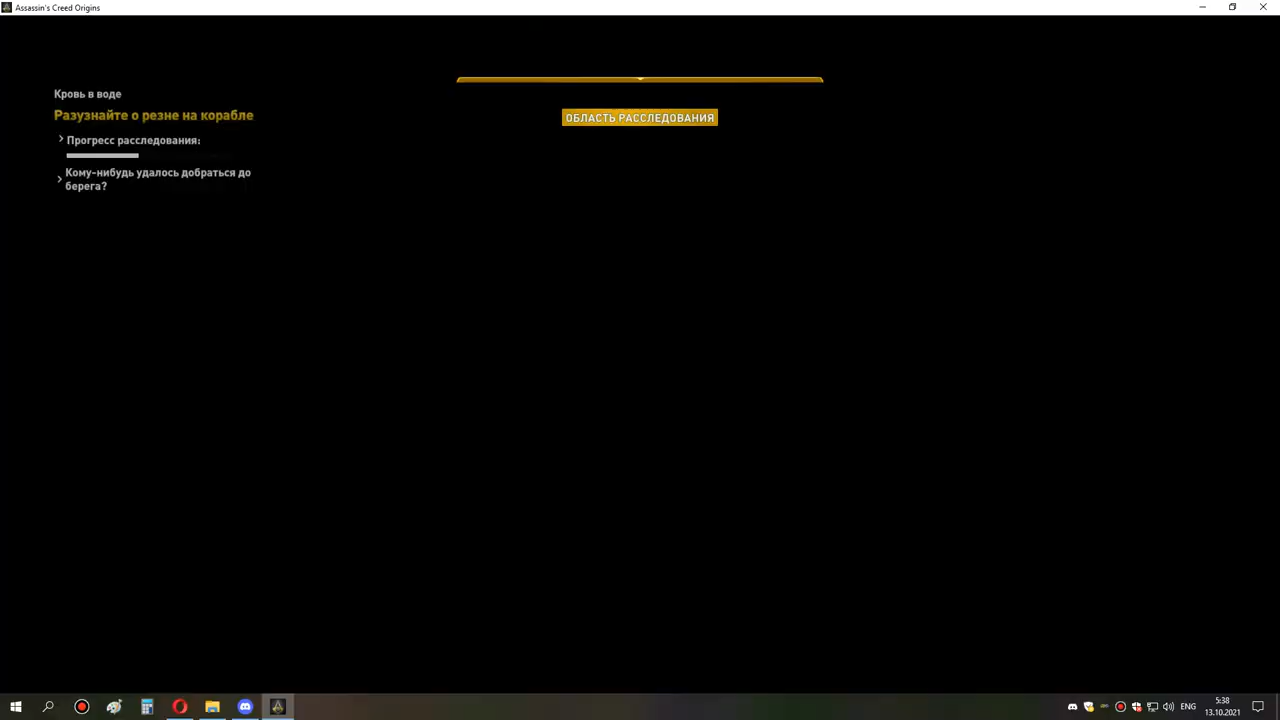 Assassin's Creed Origins
Кровь в воде
Разузнайте о резне на корабле
Прогресс расследования:
Кому-нибудь удалось добраться до
берега?
ОБЛАСТЬ РАССЛЕДОВАНИЯ
ENG
5:38
13.10.2021